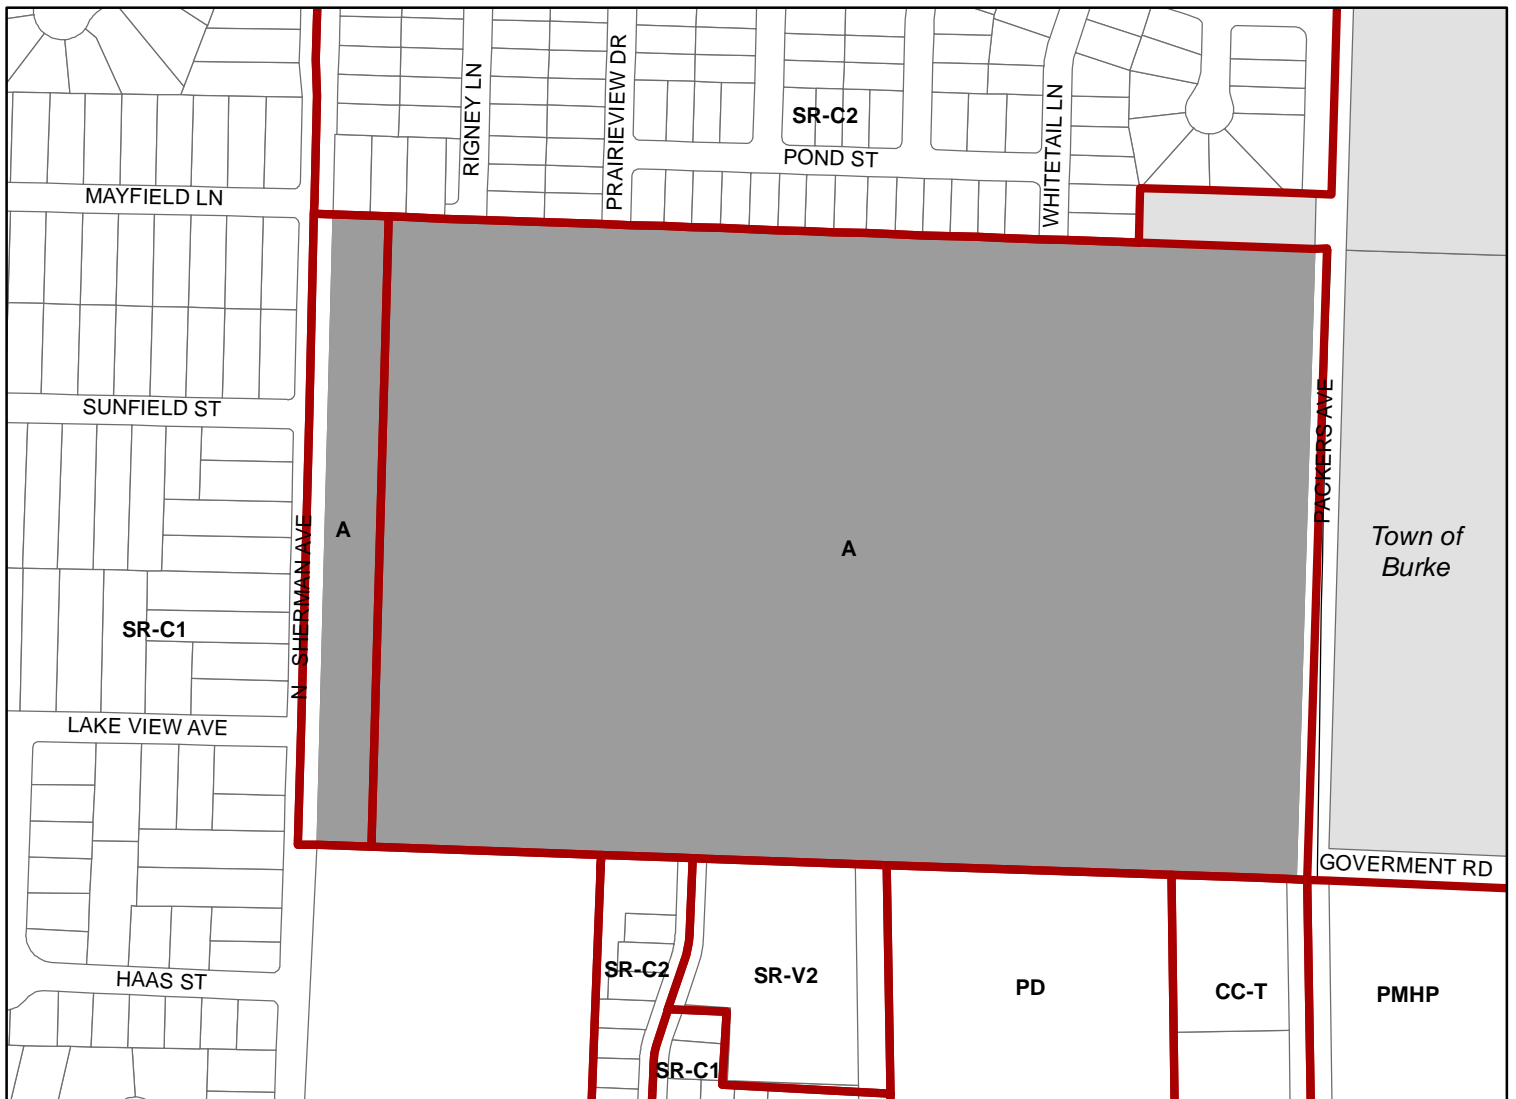 RIGNEY LN
PRAIRIEVIEW DR
SR-C2
WHITETAIL LN
POND ST
MAYFIELD LN
SUNFIELD ST
PACKERS AVE
A
A
Town of
Burke
N SHERMAN AVE
SR-C1
LAKE VIEW AVE
GOVERMENT RD
HAAS ST
SR-C2
SR-V2
PD
CC-T
PMHP
SR-C1